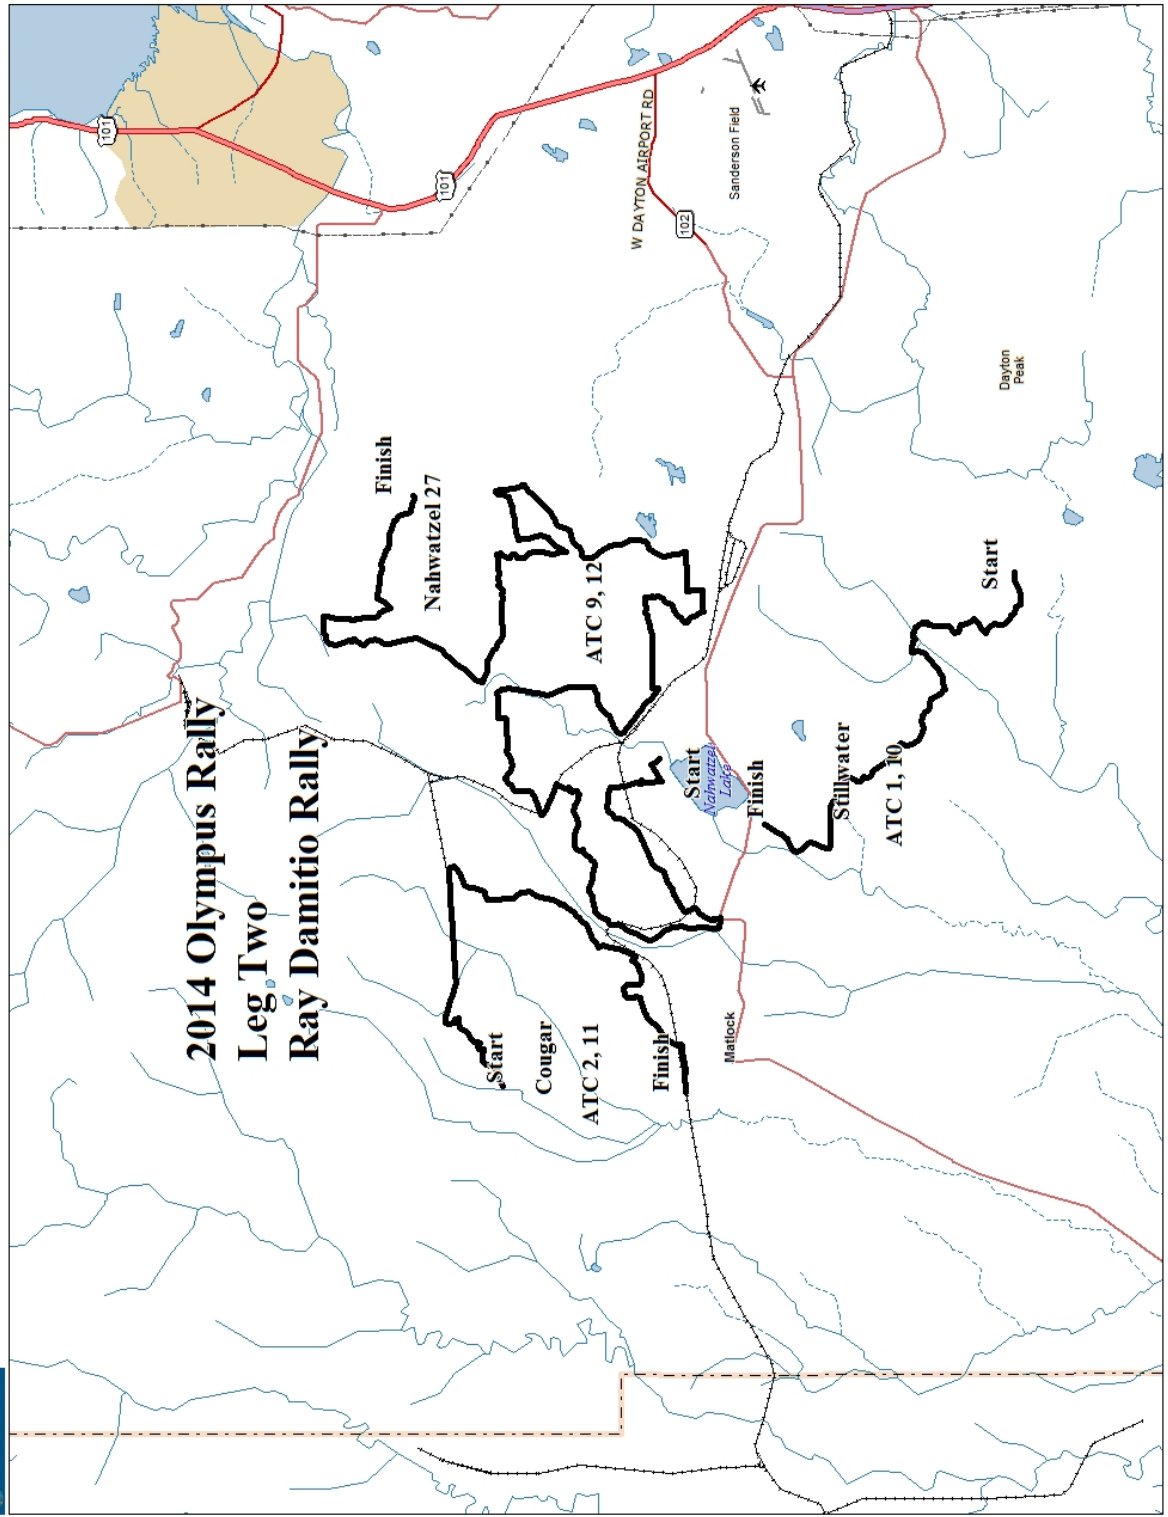 2014 Olympus Rally
Leg Two
Ray Damitio Rally
101
101
W DAYTON AIRPORT RD
102
Sanderson Field
Dayton
Peak
Finish
Nahwatzel 27
ATC 9, 12
Start
Nahwatzel
Lake
Finish
Stillwater
ATC 1, 10
Start
Start
Cougar
ATC 2, 11
Finish
Matlock